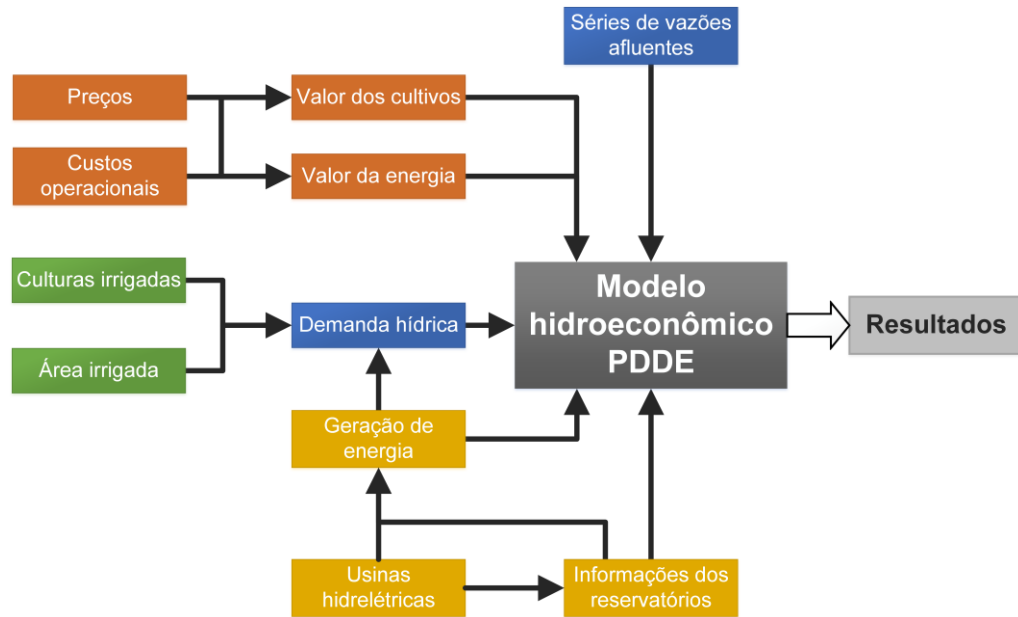 Séries de vazões
afluentes
Preços
Valor dos cultivos
Custos
operacionais
Valor da energia
Culturas irrigadas
Área irrigada
Demanda hídrica
Modelo
hidroeconômico
PDDE
Resultados
Geração de
energia
Usinas
hidrelétricas
Informações dos
reservatórios